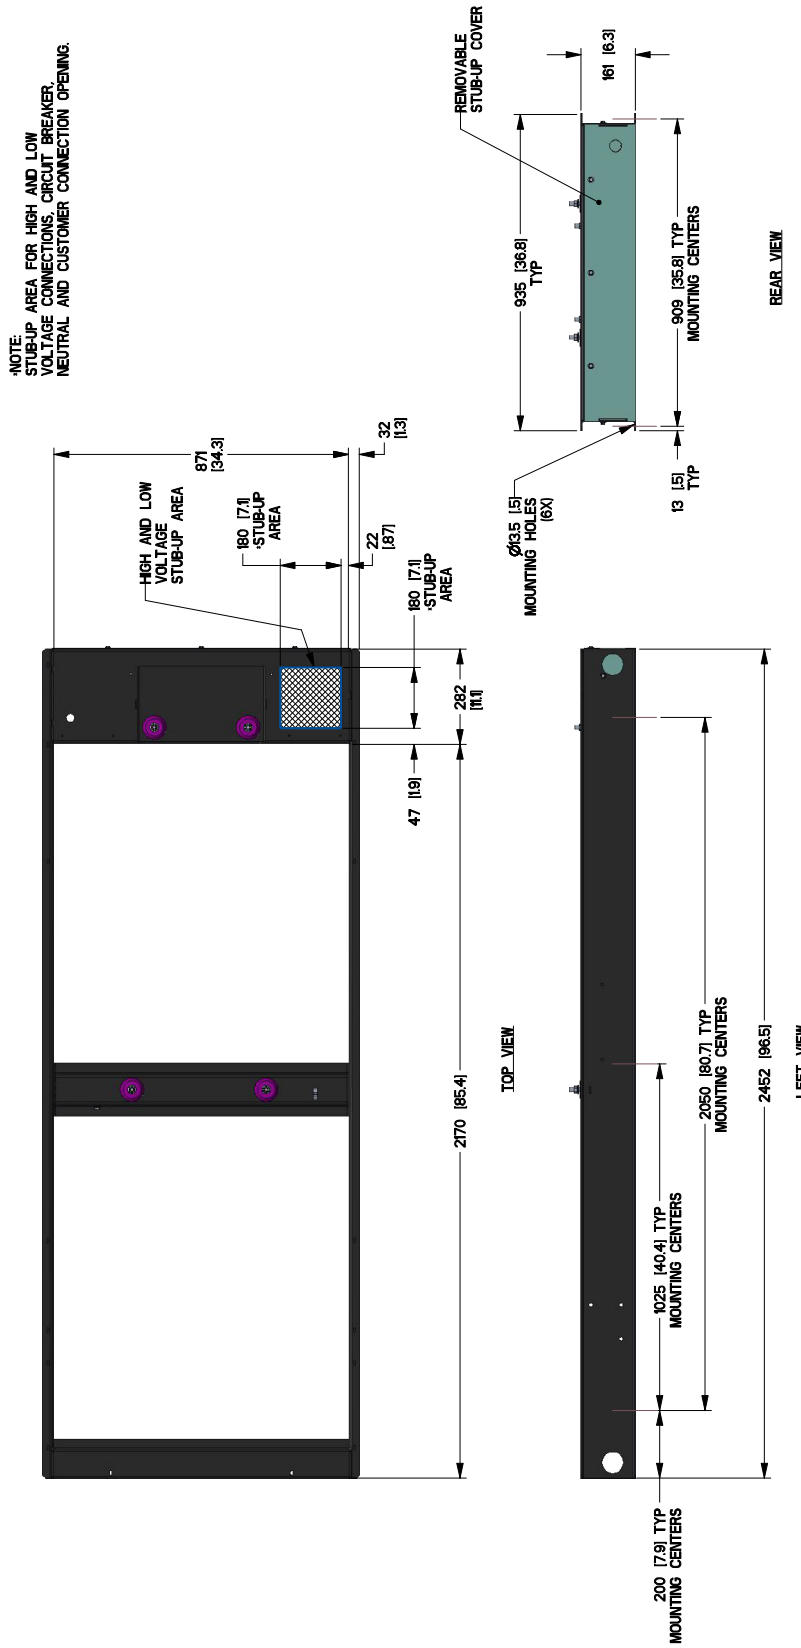 *NOTE:
STUB-UP AREA FOR HIGH AND LOW
VOLTAGE CONNECTIONS, CIRCUIT BREAKER,
NEUTRAL AND CUSTOMER CONNECTION OPENING.
871
[34.3]
32
[1.3]
HIGH AND LOW
VOLTAGE
STUB-UP AREA
180 [7.1]
*STUB-UP
AREA
22
[.87]
180 [7.1]
*STUB-UP
AREA
282
[11.1]
47 [1.9]
2170 [85.4]
TOP VIEW
REMOVABLE
STUB-UP COVER
161 [6.3]
935 [36.8]
TYP
909 [35.8] TYP
MOUNTING CENTERS
13 [.5]
TYP
Ø13.5 [.5]
MOUNTING HOLES
(6X)
REAR VIEW
200 [7.9] TYP
MOUNTING CENTERS
1025 [40.4] TYP
MOUNTING CENTERS
2050 [80.7] TYP
MOUNTING CENTERS
2452 [96.5]
LEFT VIEW